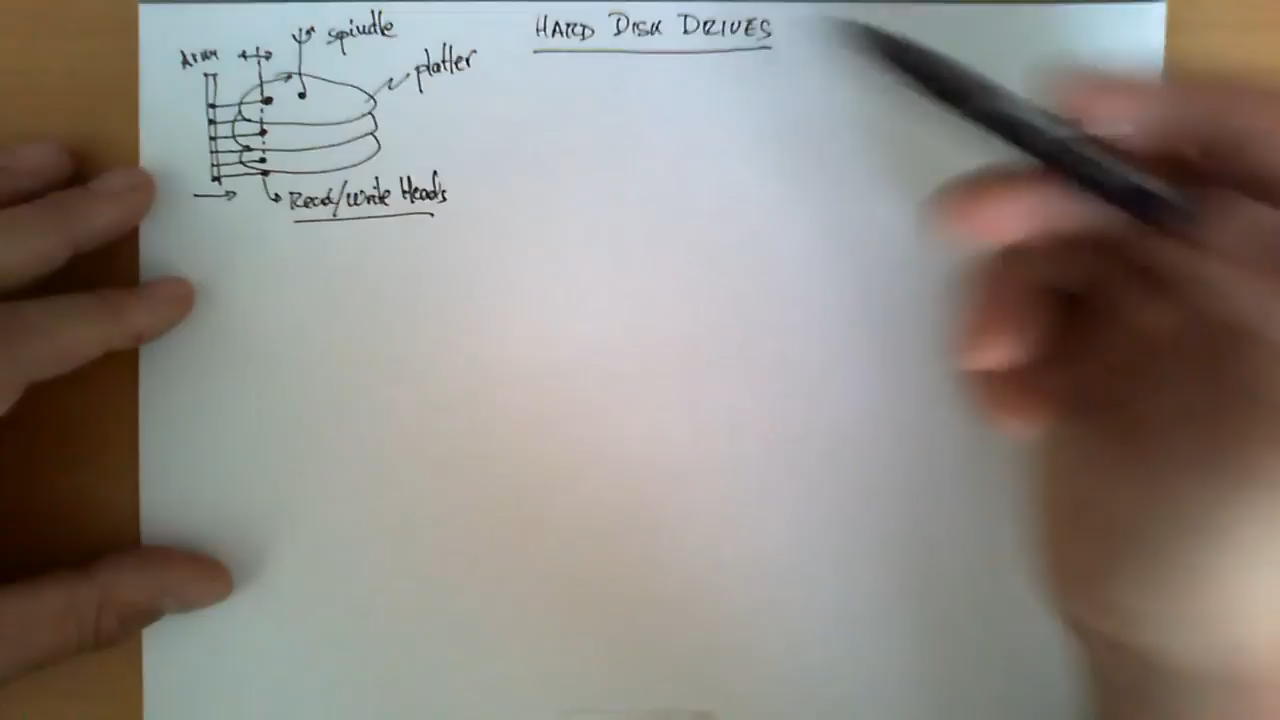 HARD DISK DRIVES
spindle
Arm
platter
Read/Write Heads